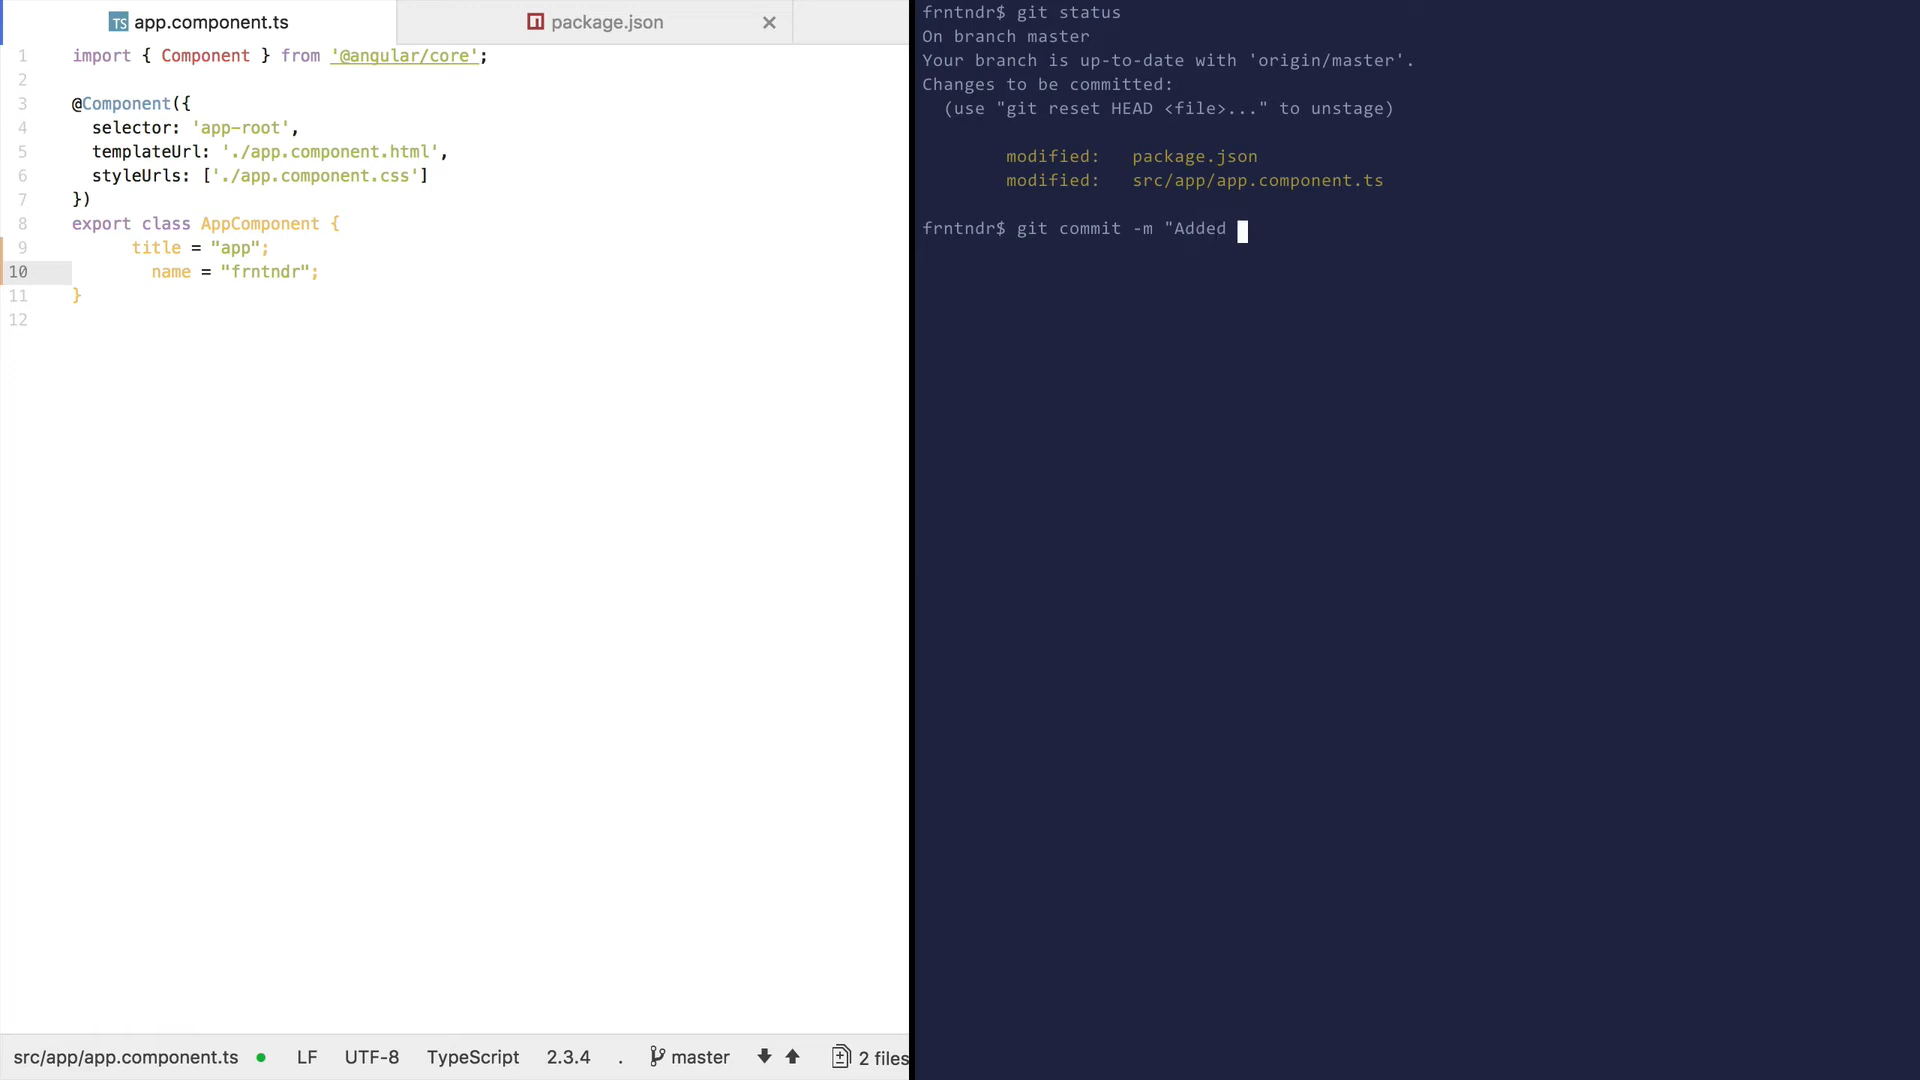 TS app.component.ts
package.json
1 import { Component } from '@angular/core';
2
3 @Component({
4 selector: 'app-root',
5 templateUrl: './app.component.html',
6 styleUrls: ['./app.component.css']
7 })
8 export class AppComponent {
9 title = "app";
10 name = "frntndr";
11 }
12
src/app/app.component.ts LF UTF-8 TypeScript 2.3.4 . master 2 files
frntndr$ git status
On branch master
Your branch is up-to-date with 'origin/master'.
Changes to be committed:
(use "git reset HEAD <file>..." to unstage)
modified: package.json
modified: src/app/app.component.ts
frntndr$ git commit -m "Added